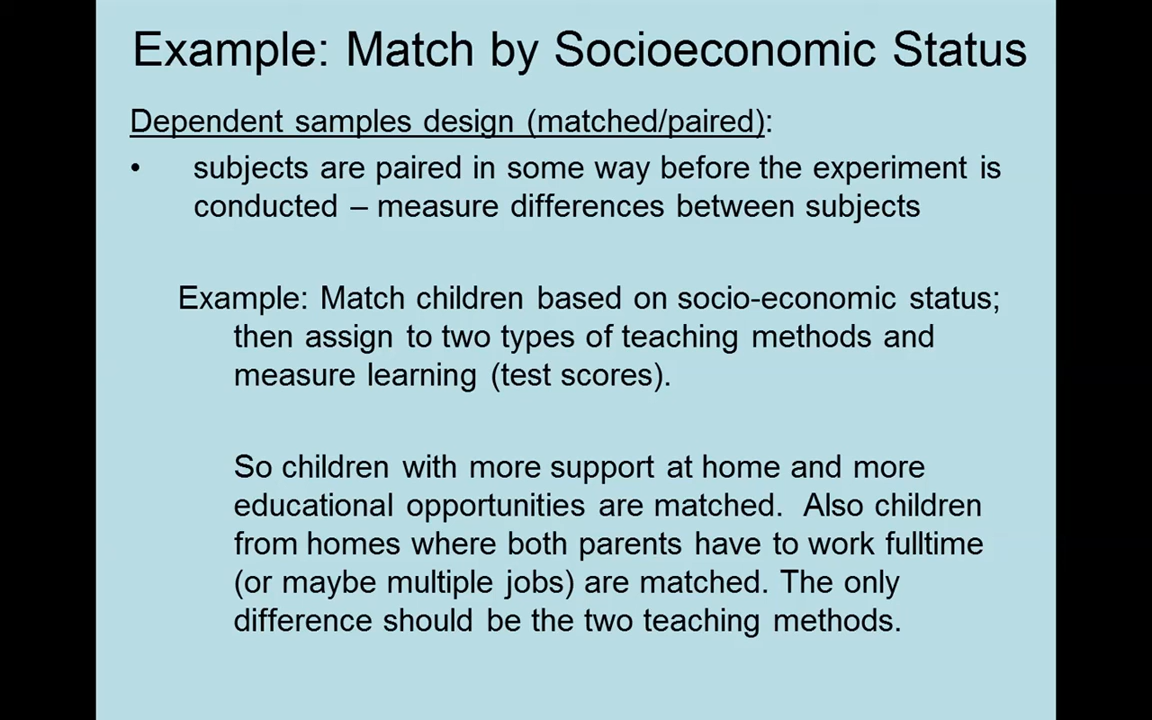 Example: Match by Socioeconomic Status
Dependent samples design (matched/paired):
• subjects are paired in some way before the experiment is
conducted – measure differences between subjects
Example: Match children based on socio-economic status;
then assign to two types of teaching methods and
measure learning (test scores).
So children with more support at home and more
educational opportunities are matched. Also children
from homes where both parents have to work fulltime
(or maybe multiple jobs) are matched. The only
difference should be the two teaching methods.